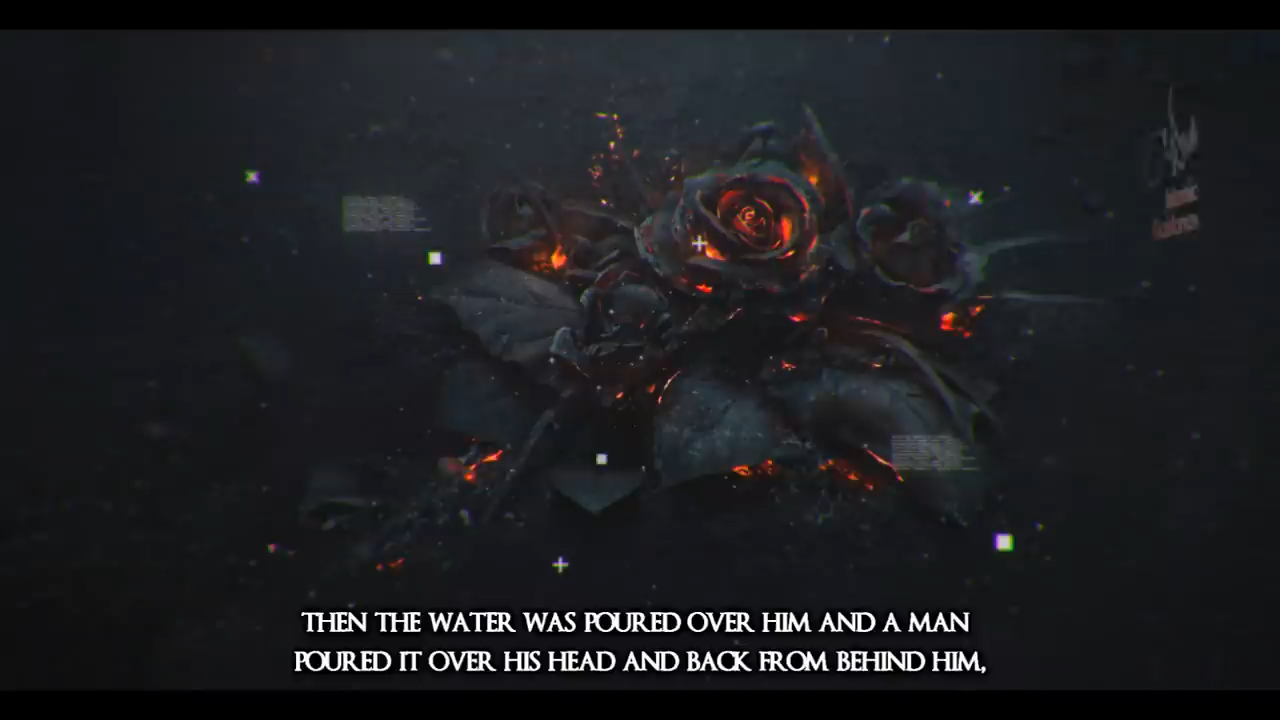 THEN THE WATER WAS POURED OVER HIM AND A MAN
POURED IT OVER HIS HEAD AND BACK FROM BEHIND HIM,